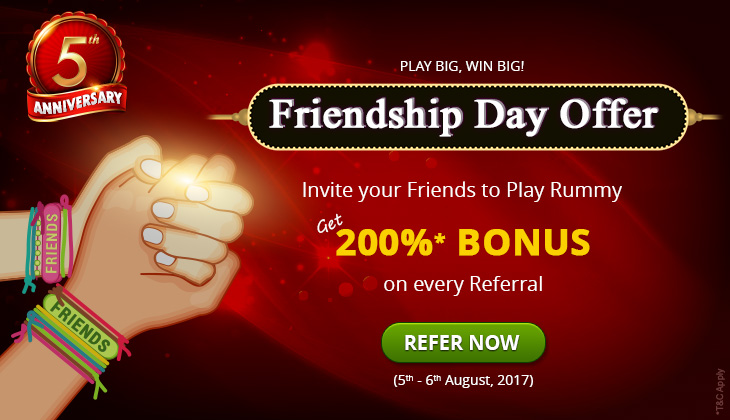 5th
ANNIVERSARY
PLAY BIG, WIN BIG!
Friendship Day Offer
Invite your Friends to Play Rummy
Get
200%* BONUS
on every Referral
REFER NOW
(5th - 6th August, 2017)
FRIENDS
FRIENDS
*T&C Apply